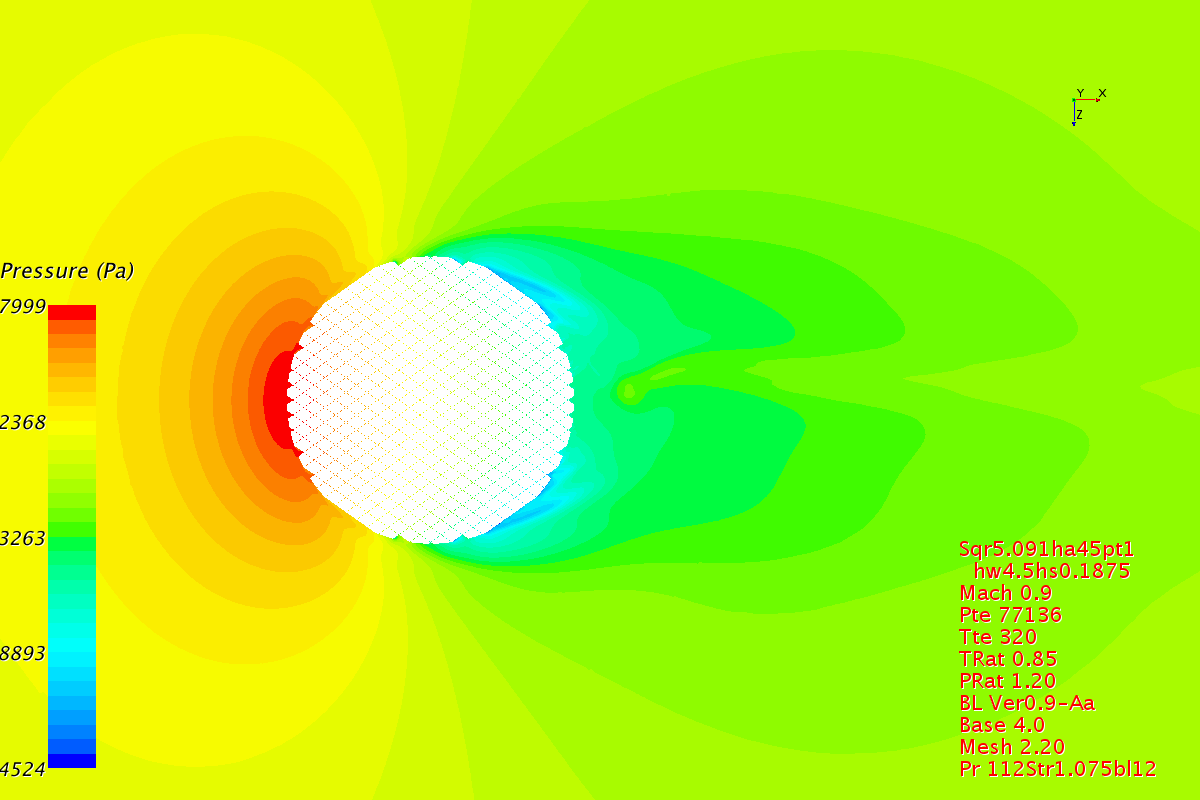 Y X
Z
Pressure (Pa)
7999
2368
3263
8893
4524
Sqr5.091ha45pt1
hw4.5hs0.1875
Mach 0.9
Pte 77136
Tte 320
TRat 0.85
PRat 1.20
BL Ver0.9-Aa
Base 4.0
Mesh 2.20
Pr 112Str1.075bl12